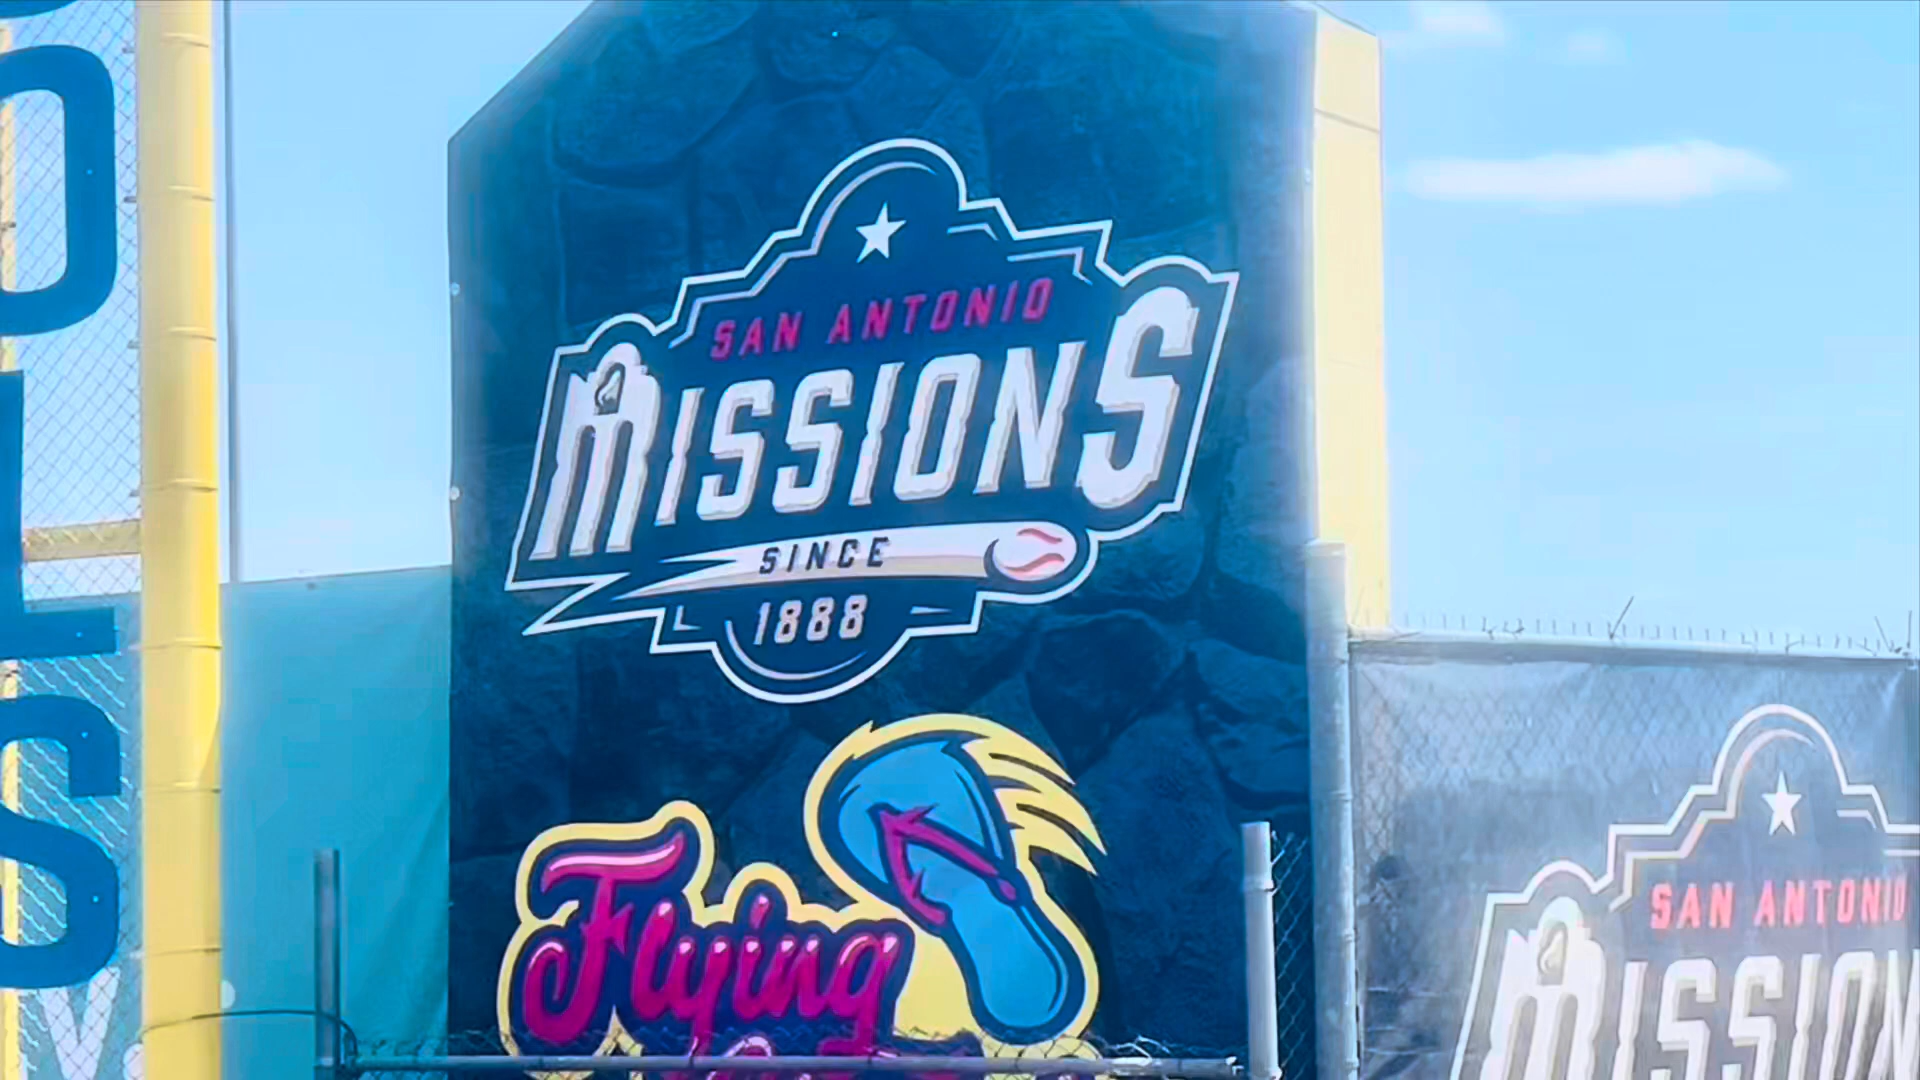 SAN ANTONIO
MISSIONS
SINCE
1888
Flying
SAN ANTONIO
MISSION